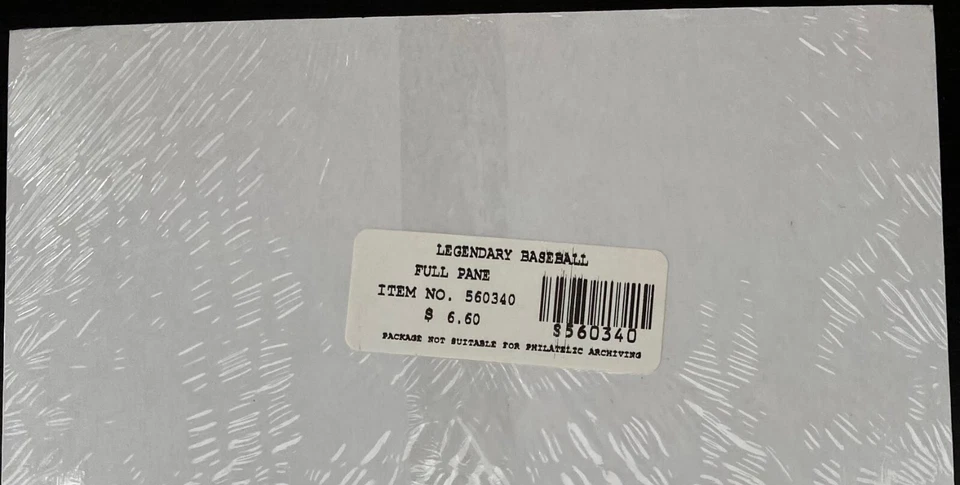 LEGENDARY BASEBALL
FULL PANE
ITEM NO. 560340
$ 6.60
S560340
PACKAGE NOT SUITABLE FOR PHILATELIC ARCHIVING